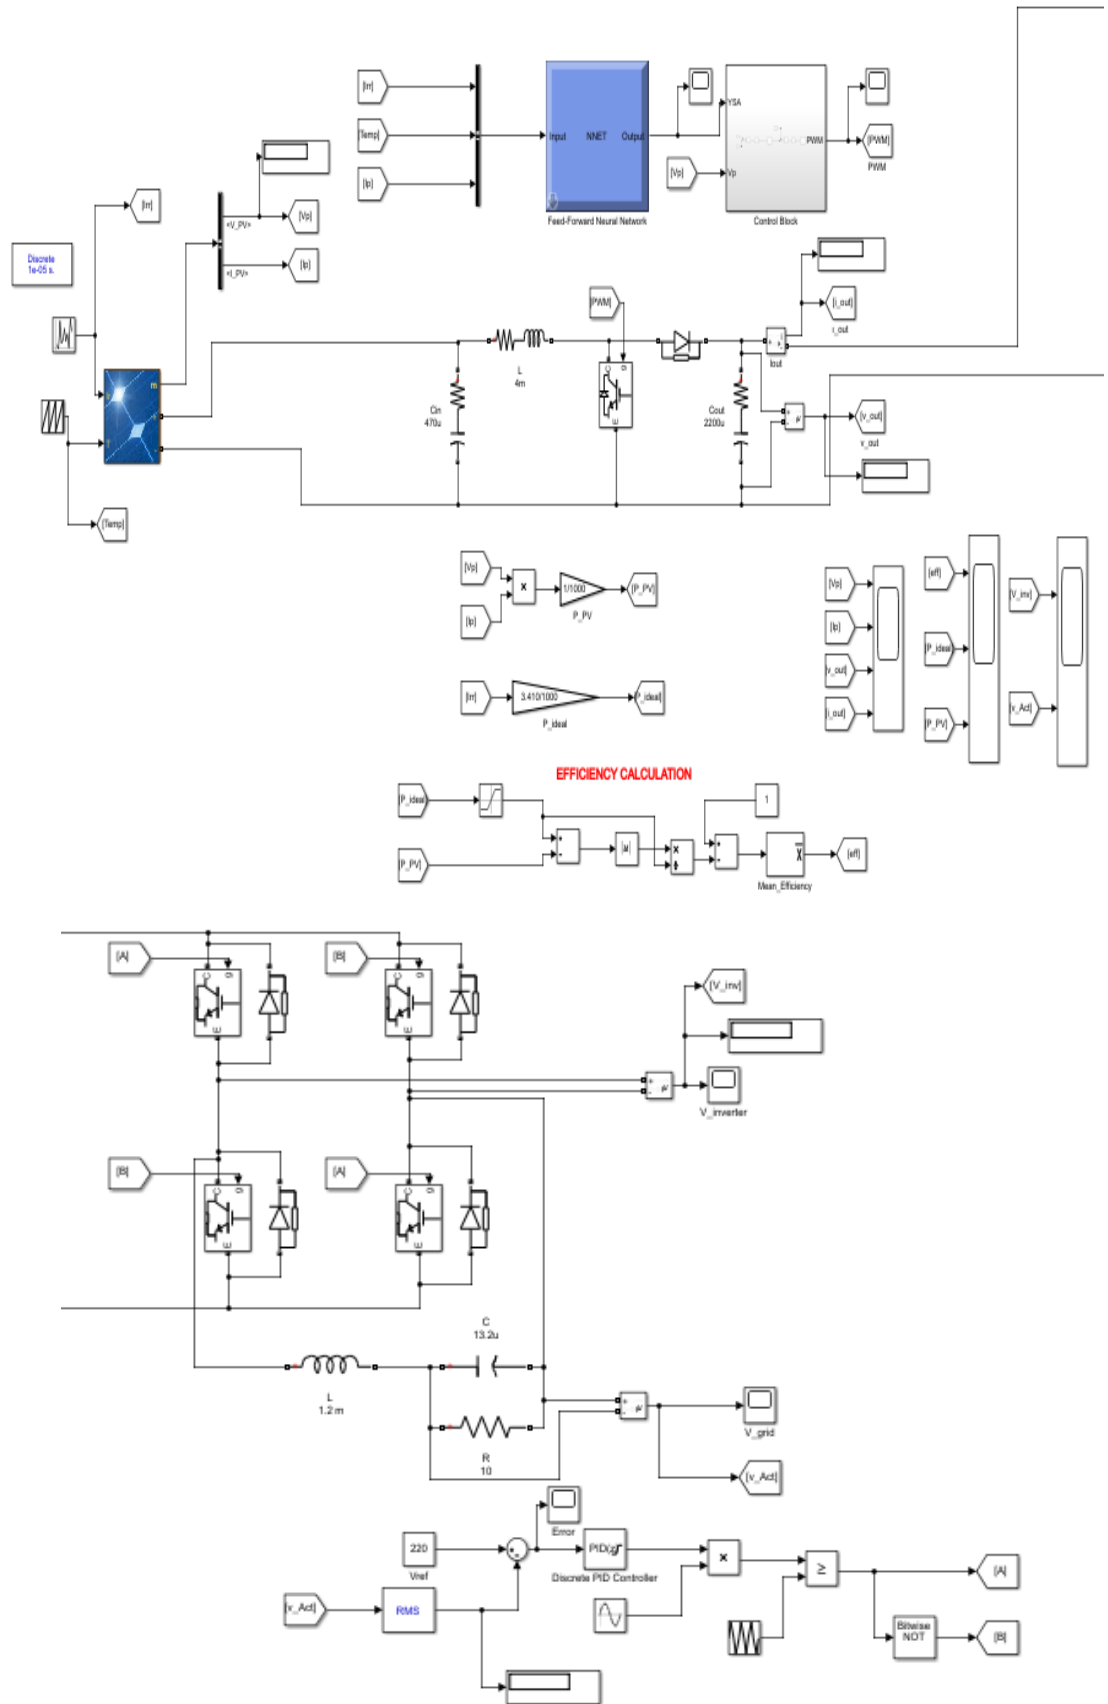 [Irr]
[Temp]
[Ip]
Input
NNET
Output
Feed-Forward Neural Network
YSA
Vp
PWM
Control Block
[Vp]
[PWM]
PWM
Discrete
1e-05 s.
[Irr]
<V_PV>
<I_PV>
[Vp]
[Ip]
m
[Temp]
Cin
470u
L
4m
[PWM]
g
C
E
Cout
2200u
Iout
[i_out]
i_out
[v_out]
v_out
[Vp]
[Ip]
×
1/1000
P_PV
[P_PV]
[Irr]
3.410/1000
P_ideal
[P_ideal]
[Vp]
[Ip]
[v_out]
[i_out]
[eff]
[P_ideal]
[P_PV]
[V_inv]
[v_Act]
EFFICIENCY CALCULATION
[P_ideal]
[P_PV]
|u|
×
÷
1
Mean_Efficiency
[eff]
[A]
[B]
C
g
E
C
g
E
[V_inv]
V_inverter
[B]
[A]
C
g
E
C
g
E
C
13.2u
L
1.2 m
R
10
V_grid
[v_Act]
220
Vref
Error
PID(z)
Discrete PID Controller
×
≥
[A]
[v_Act]
RMS
Bitwise
NOT
[B]